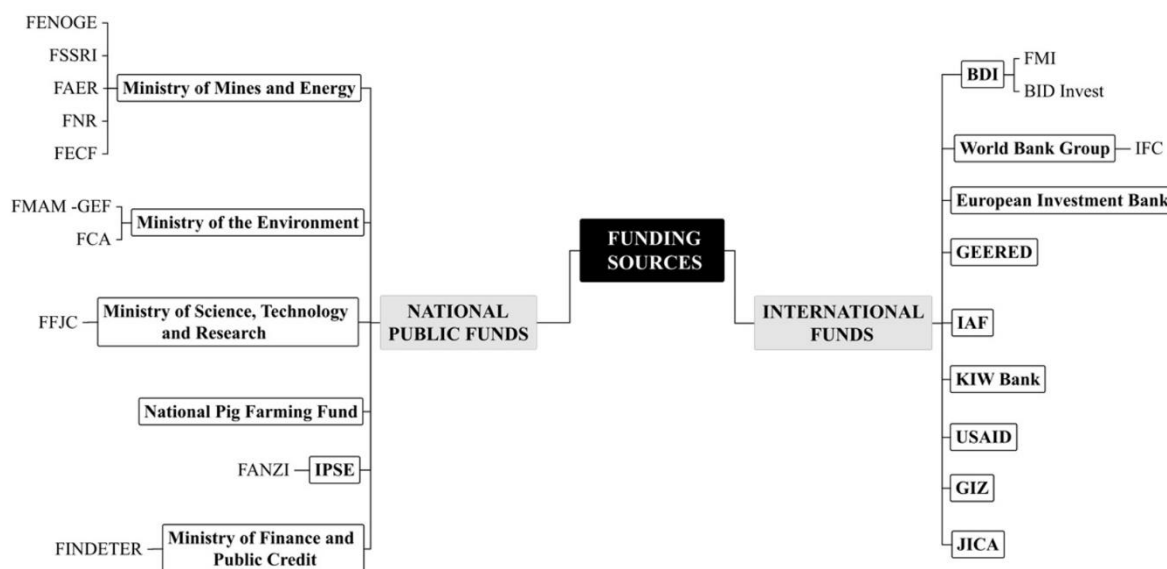 FUNDING
SOURCES
NATIONAL
PUBLIC FUNDS
Ministry of Mines and Energy
FENOGE
FSSRI
FAER
FNR
FECF
Ministry of the Environment
FMAM -GEF
FCA
Ministry of Science, Technology
and Research
FFJC
National Pig Farming Fund
IPSE
FANZI
Ministry of Finance and
Public Credit
FINDETER
INTERNATIONAL
FUNDS
BDI
FMI
BID Invest
World Bank Group
IFC
European Investment Bank
GEERED
IAF
KIW Bank
USAID
GIZ
JICA